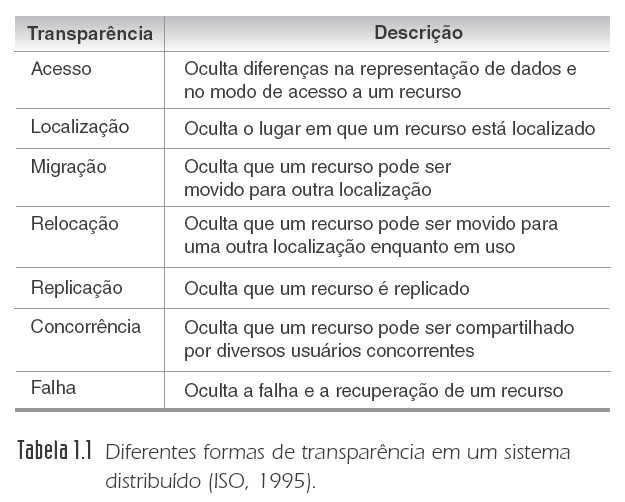 Transparência Descrição
Acesso Oculta diferenças na representação de dados e
no modo de acesso a um recurso
Localização Oculta o lugar em que um recurso está localizado
Migração Oculta que um recurso pode ser
movido para outra localização
Relocação Oculta que um recurso pode ser movido para
uma outra localização enquanto em uso
Replicação Oculta que um recurso é replicado
Concorrência Oculta que um recurso pode ser compartilhado
por diversos usuários concorrentes
Falha Oculta a falha e a recuperação de um recurso
Tabela 1.1 Diferentes formas de transparência em um sistema
distribuído (ISO, 1995).